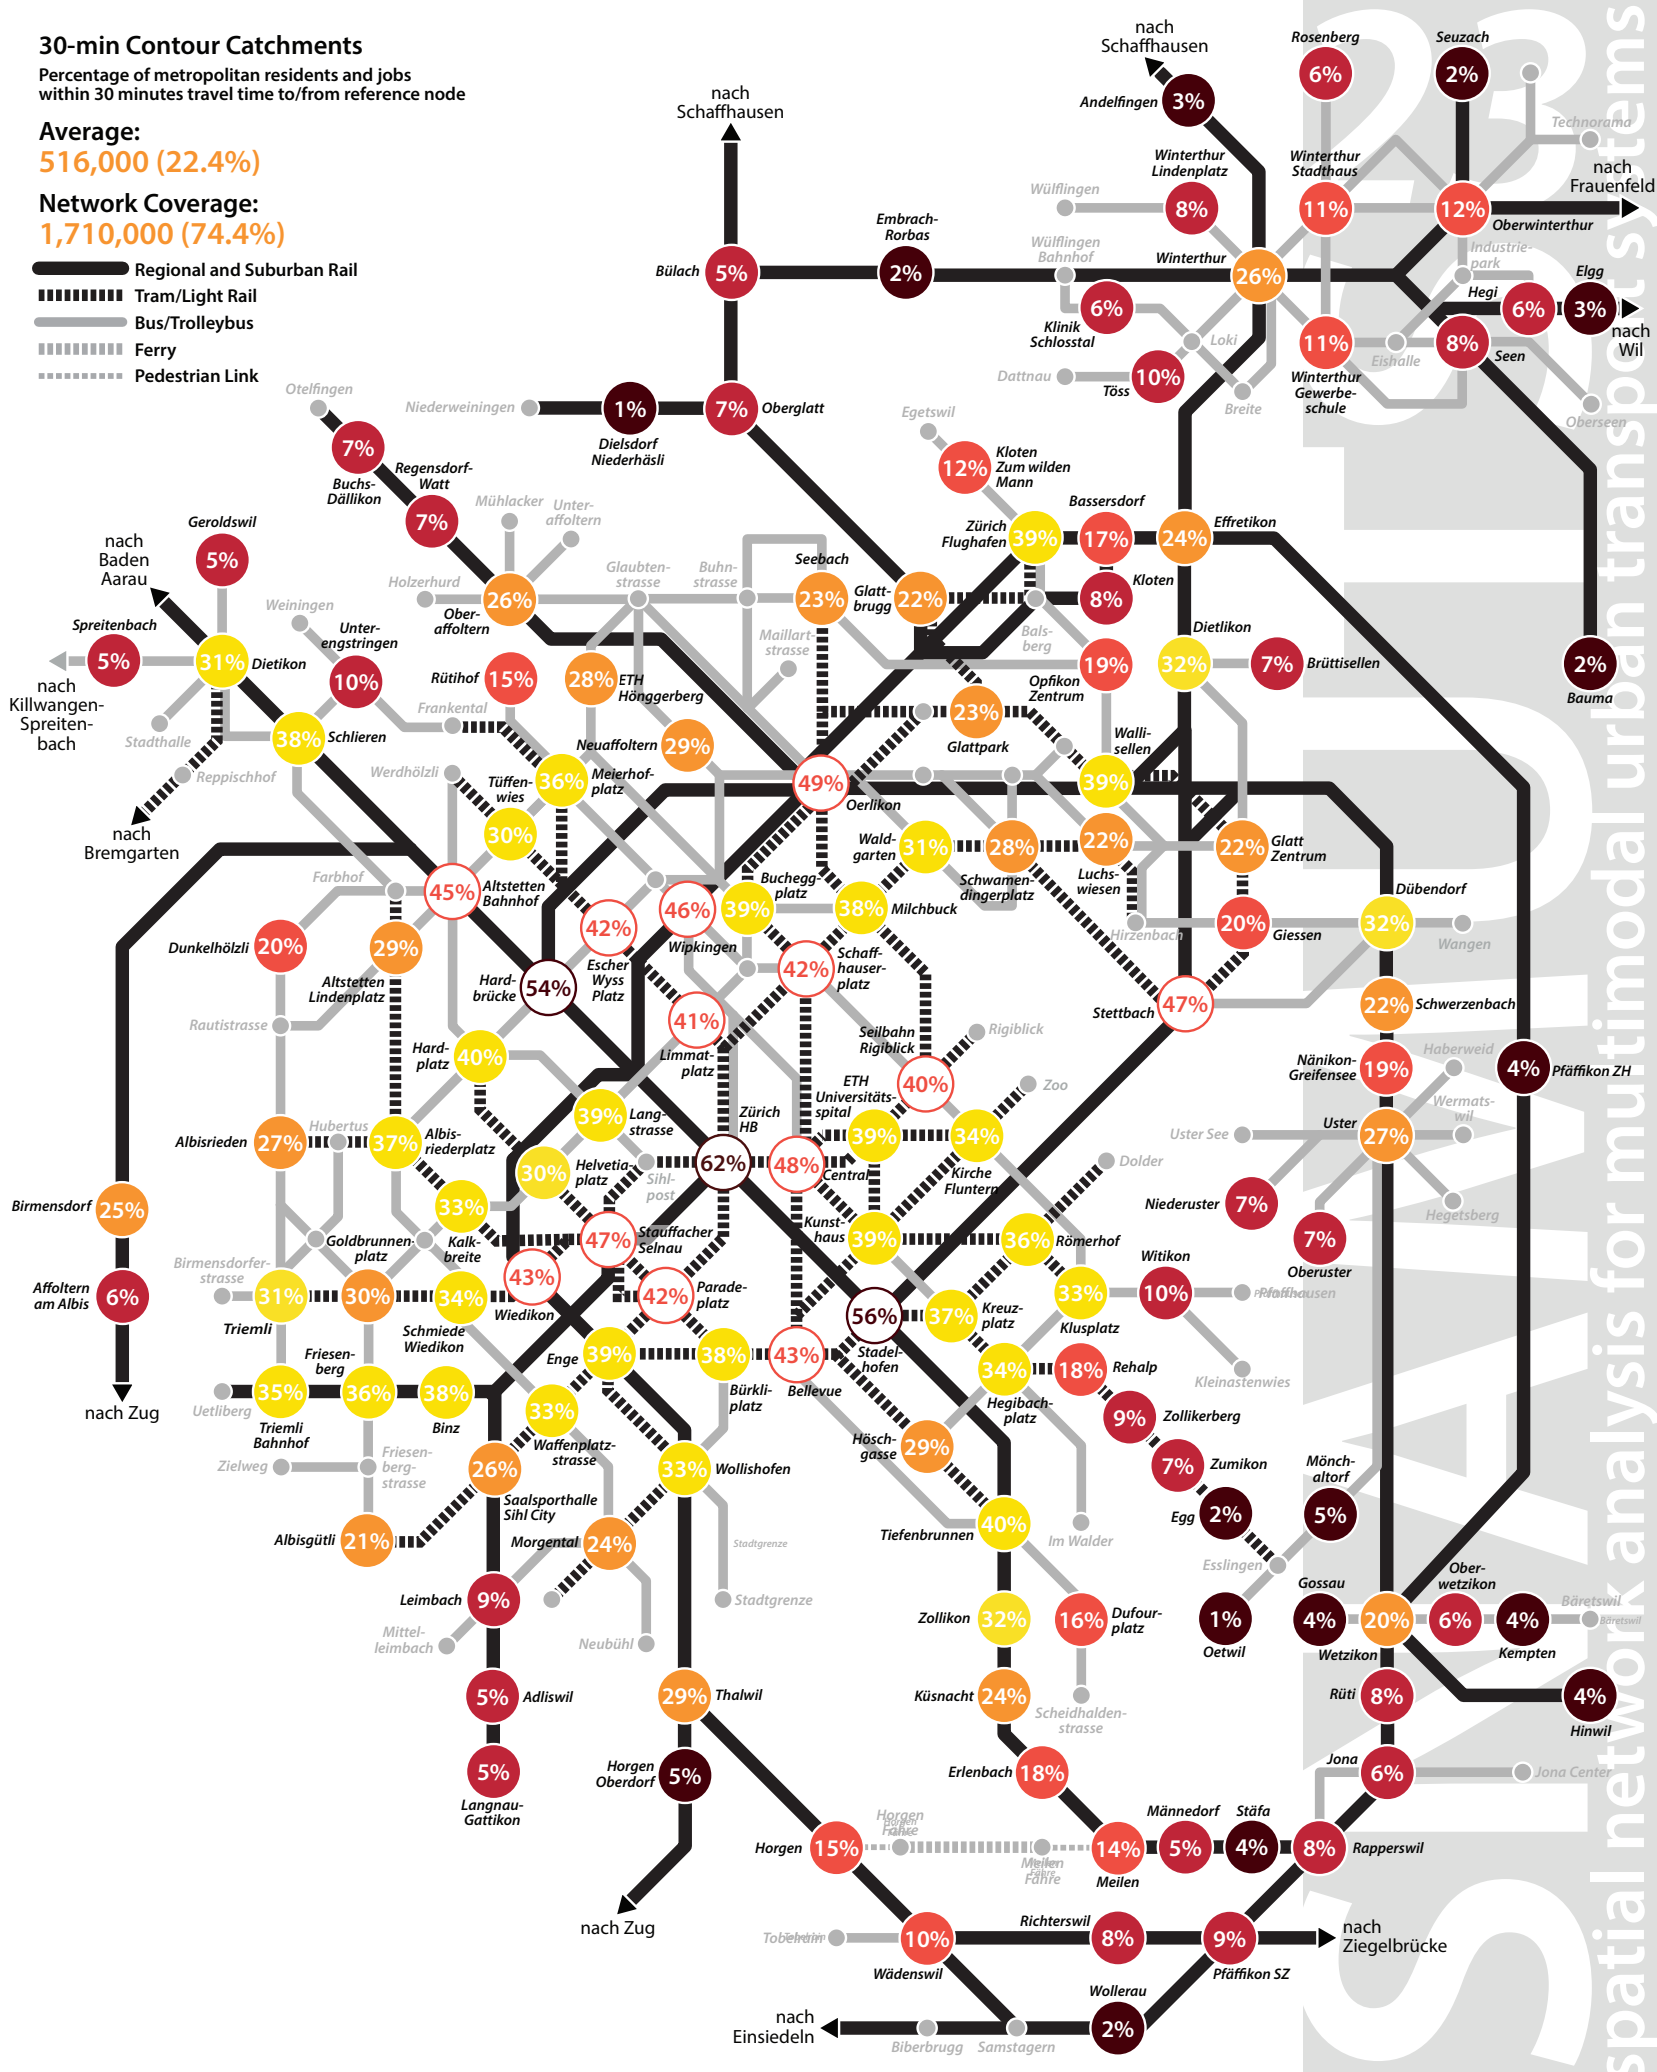 30-min Contour Catchments
Percentage of metropolitan residents and jobs
within 30 minutes travel time to/from reference node
Average:
516,000 (22.4%)
Network Coverage:
1,710,000 (74.4%)
Regional and Suburban Rail
Tram/Light Rail
Bus/Trolleybus
Ferry
Pedestrian Link
nach
Schaffhausen
nach
Schaffhausen
Andelfingen
3%
Rosenberg
6%
Seuzach
2%
Technorama
nach
Frauenfeld
Winterthur
Lindenplatz
8%
Winterthur
Stadthaus
11%
12%
Oberwinterthur
Wülflingen
Wülflingen
Bahnhof
Embrach-
Rorbas
2%
Bülach
5%
Winterthur
26%
Industrie-
park
Hegi
6%
Elgg
3%
nach
Wil
Klinik
Schlosstal
6%
Loki
11%
Winterthur
Gewerbe-
schule
Eishalle
8%
Seen
Dattnau
Töss
10%
Breite
Oberseen
Otelfingen
Niederweningen
1%
Dielsdorf
Niederhäsli
7%
Oberglatt
Egetswil
7%
Buchs-
Dällikon
Regensdorf-
Watt
7%
12%
Kloten
Zum wilden
Mann
Mühlacker
Unter-
affoltern
Bassersdorf
17%
Zürich
Flughafen
39%
24%
Effretikon
nach
Baden
Aarau
Geroldswil
5%
Holzerhurd
26%
Ober-
affoltern
Glaubten-
strasse
Buhn-
strasse
Seebach
23%
Glatt-
brugg
22%
8%
Kloten
Bals-
berg
Weiningen
Spreitenbach
5%
31%
Dietikon
Unter-
engstringen
10%
Maillart-
strasse
19%
Opfikon
Zentrum
Dietlikon
32%
7%
Brüttisellen
2%
Bauma
nach
Killwangen-
Spreiten-
bach
Rütihof
15%
28%
ETH
Hönggerberg
Frankental
Stadthalle
38%
Schlieren
Neuaffoltern
29%
23%
Glattpark
Walli-
sellen
39%
Reppischhof
Werdhölzli
Tüffen-
wies
30%
36%
Meierhof-
platz
49%
Oerlikon
nach
Bremgarten
Wald-
garten
31%
28%
Schwamen-
dingerplatz
22%
Luchs-
wiesen
22%
Glatt
Zentrum
Farbhof
45%
Altstetten
Bahnhof
Buchegg-
platz
39%
38%
Milchbuck
Dübendorf
32%
Wangen
Hirzenbach
20%
Giessen
Dunkelhölzli
20%
29%
Altstetten
Lindenplatz
42%
Escher
Wyss
Platz
46%
Wipkingen
42%
Schaff-
hauser-
platz
Hard-
brücke
54%
Stettbach
47%
22%
Schwerzenbach
Rautistrasse
41%
Limmat-
platz
Seilbahn
Rigiblick
40%
Rigiblick
Hard-
platz
40%
Nänikon-
Greifensee
19%
Haberweid
4%
Pfäffikon ZH
Zoo
ETH
Universitäts-
spital
39%
Wermats-
wil
39%
Lang-
strasse
Zürich
HB
62%
48%
Central
34%
Kirche
Fluntern
Uster See
Uster
27%
Albisrieden
27%
Hubertus
37%
Albis-
riederplatz
30%
Helvetia-
platz
Sihl-
post
Dolder
Niederuster
7%
Hegetsberg
7%
Oberuster
Birmensdorf
25%
33%
Kalk-
breite
47%
Stauffacher
Selnau
Kunst-
haus
39%
36%
Römerhof
Birmensdorfer-
strasse
Goldbrunnen-
platz
Witikon
10%
Pfaffhausen
Affoltern
am Albis
6%
31%
Triemli
30%
34%
Schmiede
Wiedikon
43%
Wiedikon
42%
Parade-
platz
56%
Stadel-
hofen
37%
Kreuz-
platz
33%
Klusplatz
Kleinastenwies
nach Zug
Uetliberg
35%
Triemli
Bahnhof
Friesen-
berg
36%
38%
Binz
Enge
39%
38%
Bürkli-
platz
43%
Bellevue
34%
Hegibach-
platz
18%
Rehalp
9%
Zollikerberg
33%
Waffenplatz-
strasse
Hösch-
gasse
29%
7%
Zumikon
Mönch-
altorf
5%
Zielweg
Friesen-
berg-
strasse
26%
Saalsporthalle
Sihl City
33%
Wollishofen
Albisgütli
21%
Morgental
24%
Stadtgrenze
Tiefenbrunnen
40%
Im Walder
Egg
2%
Esslingen
Leimbach
9%
Mittel-
leimbach
Neubühl
Stadtgrenze
Zollikon
32%
16%
Dufour-
platz
1%
Oetwil
Gossau
4%
20%
Wetzikon
Ober-
wetzikon
6%
4%
Kempten
Bäretswil
Bäretswil
5%
Adliswil
29%
Thalwil
Küsnacht
24%
Scheidhalden-
strasse
Rüti
8%
4%
Hinwil
5%
Langnau-
Gattikon
Horgen
Oberdorf
5%
Erlenbach
18%
Jona
6%
Jona Center
Horgen
15%
Horgen
Fähre
Meilen
Fähre
14%
Meilen
Männedorf
5%
Stäfa
4%
8%
Rapperswil
nach Zug
Tobelrain
10%
Wädenswil
Richterswil
8%
9%
Pfäffikon SZ
nach
Ziegelbrücke
nach
Einsiedeln
Biberbrugg
Samstagern
Wollerau
2%
SNAMUTS 23
spatial network analysis for multimodal urban transport systems